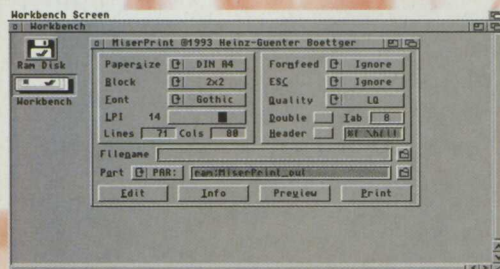 Workbench Screen
Workbench
Ram Disk
Workbench
MiserPrint ©1993 Heinz-Guenter Boettger
Papersize DIN A4
Block 2x2
Font Gothic
LPI 14
Lines 71 Cols 80
Formfeed Ignore
ESC Ignore
Quality LQ
Double Tab 8
Header
Filename
Port PAR: ram:MiserPrint_out
Edit Info Preview Print